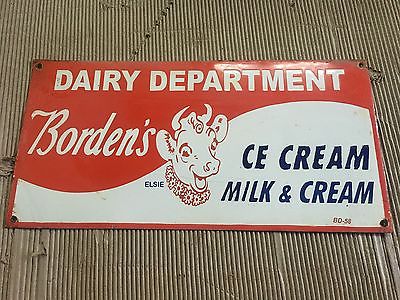 DAIRY DEPARTMENT
Borden's
ELSIE
CE CREAM
MILK & CREAM
BD-58